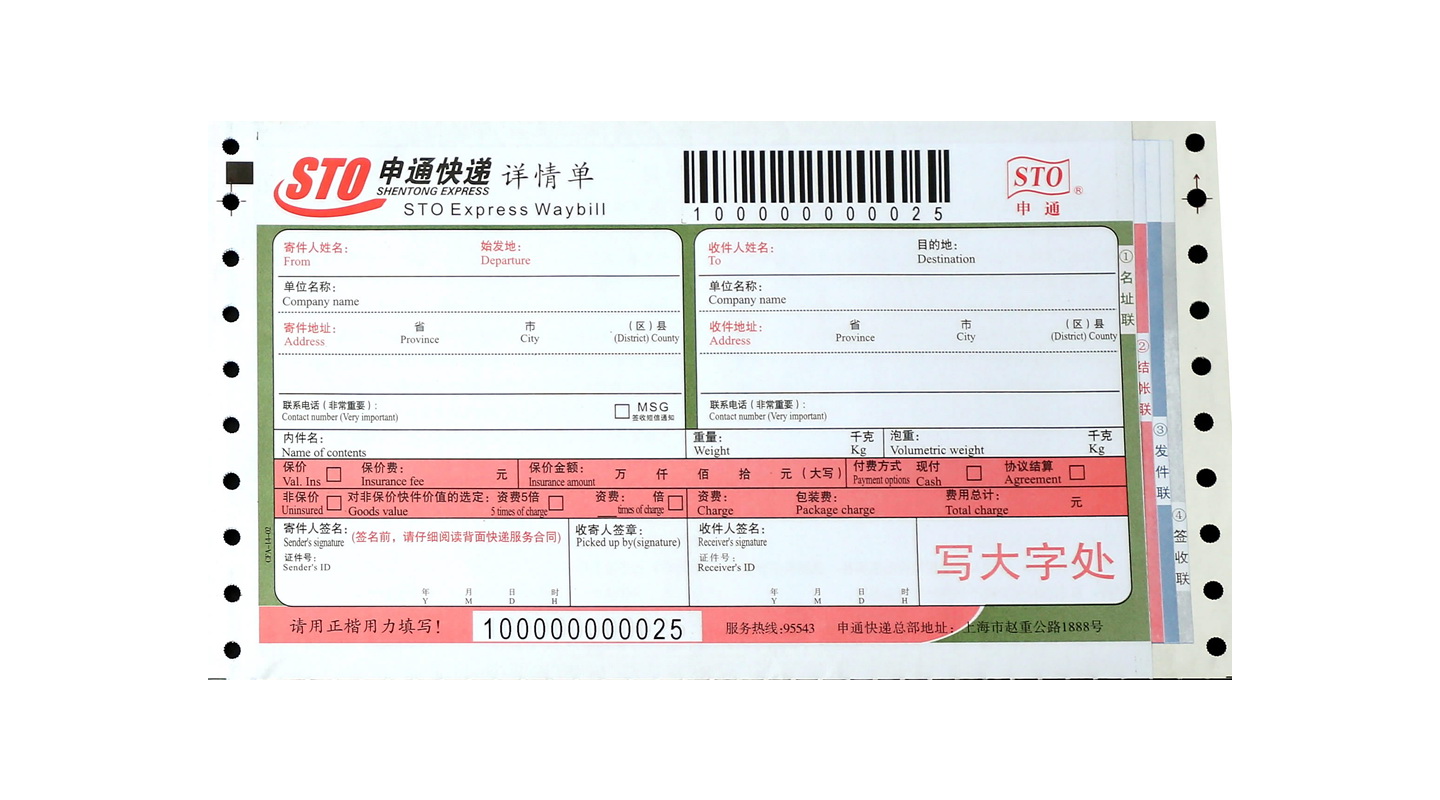 STO 申通快递 详情单
SHENTONG EXPRESS
STO Express Waybill
1 0 0 0 0 0 0 0 0 0 2 5
STO ®
申通
寄件人姓名: 始发地:
From Departure
单位名称:
Company name
寄件地址: 省 市 (区)县
Address Province City (District) County
联系电话(非常重要):
Contact number (Very important)
MSG
签收短信通知
收件人姓名: 目的地:
To Destination
单位名称:
Company name
收件地址: 省 市 (区)县
Address Province City (District) County
联系电话(非常重要):
Contact number (Very important)
内件名: 重量: 千克 泡重: 千克
Name of contents Weight Kg Volumetric weight Kg
保价 保价费: 元 保价金额: 万 仟 佰 拾 元(大写) 付费方式 现付 协议结算
Val. Ins Insurance fee Insurance amount Payment options Cash Agreement
非保价 对非保价快件价值的选定: 资费5倍 资费: 倍 资费: 包装费: 费用总计: 元
Uninsured Goods value 5 times of charge times of charge Charge Package charge Total charge
寄件人签名: (签名前，请仔细阅读背面快递服务合同)
Sender's signature
证件号:
Sender's ID
年 月 日 时
Y M D H
收寄人签章:
Picked up by(signature)
收件人签名:
Receiver's signature
证件号:
Receiver's ID
年 月 日 时
Y M D H
写大字处
CFA-14-02
请用正楷用力填写! 100000000025 服务热线:95543 申通快递总部地址: 上海市赵重公路1888号
①名址联
②结帐联
③发件联
④签收联